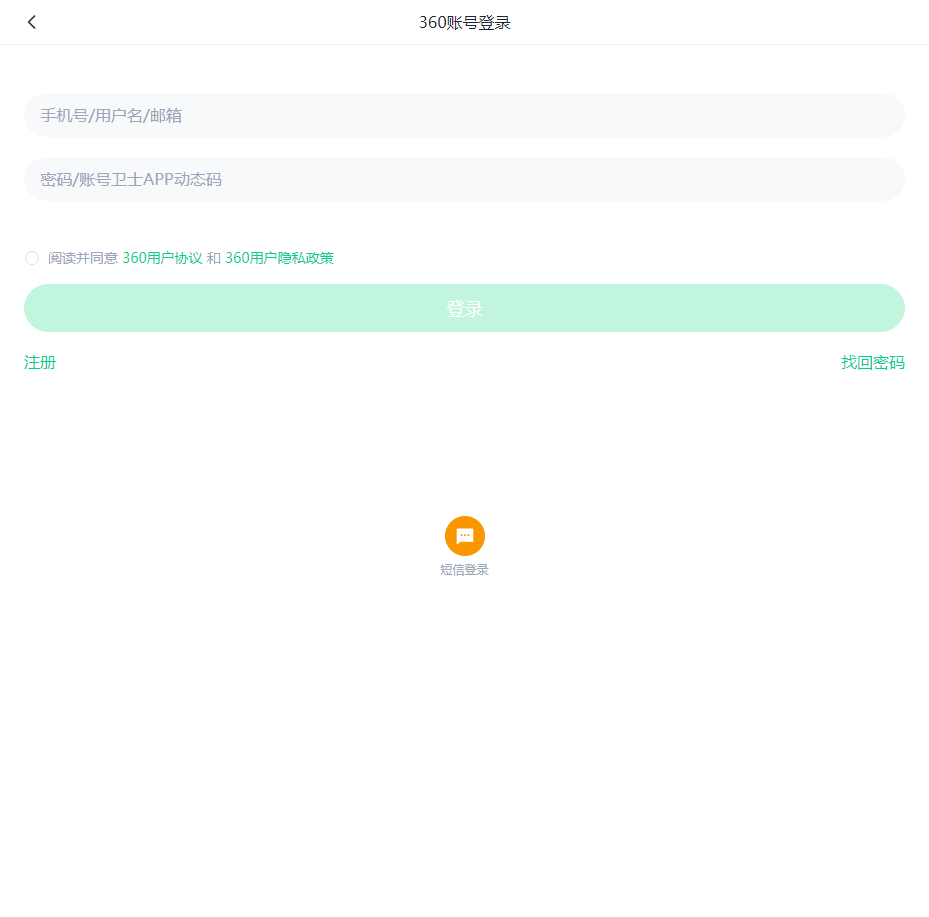 360账号登录
手机号/用户名/邮箱
密码/账号卫士APP动态码
阅读并同意 360用户协议 和 360用户隐私政策
登录
注册 找回密码
短信登录